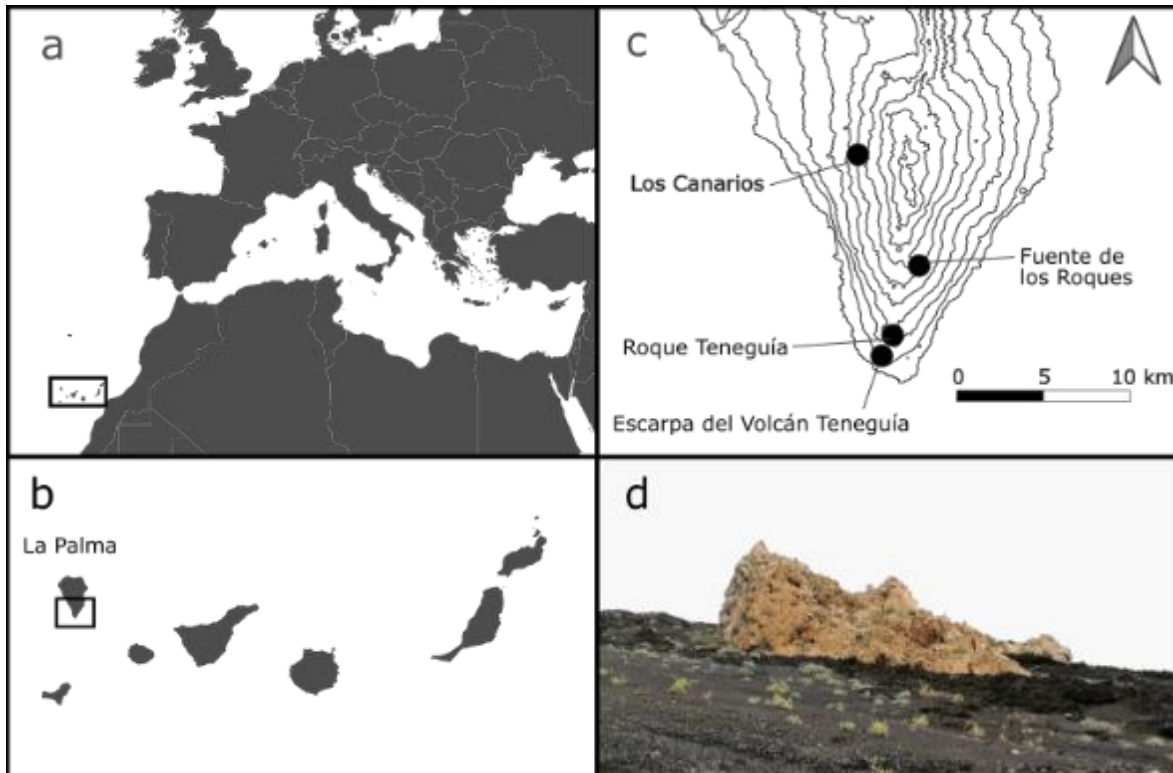 a
c
Los Canarios
Fuente de
los Roques
Roque Teneguía
0 5 10 km
Escarpa del Volcán Teneguía
b
La Palma
d